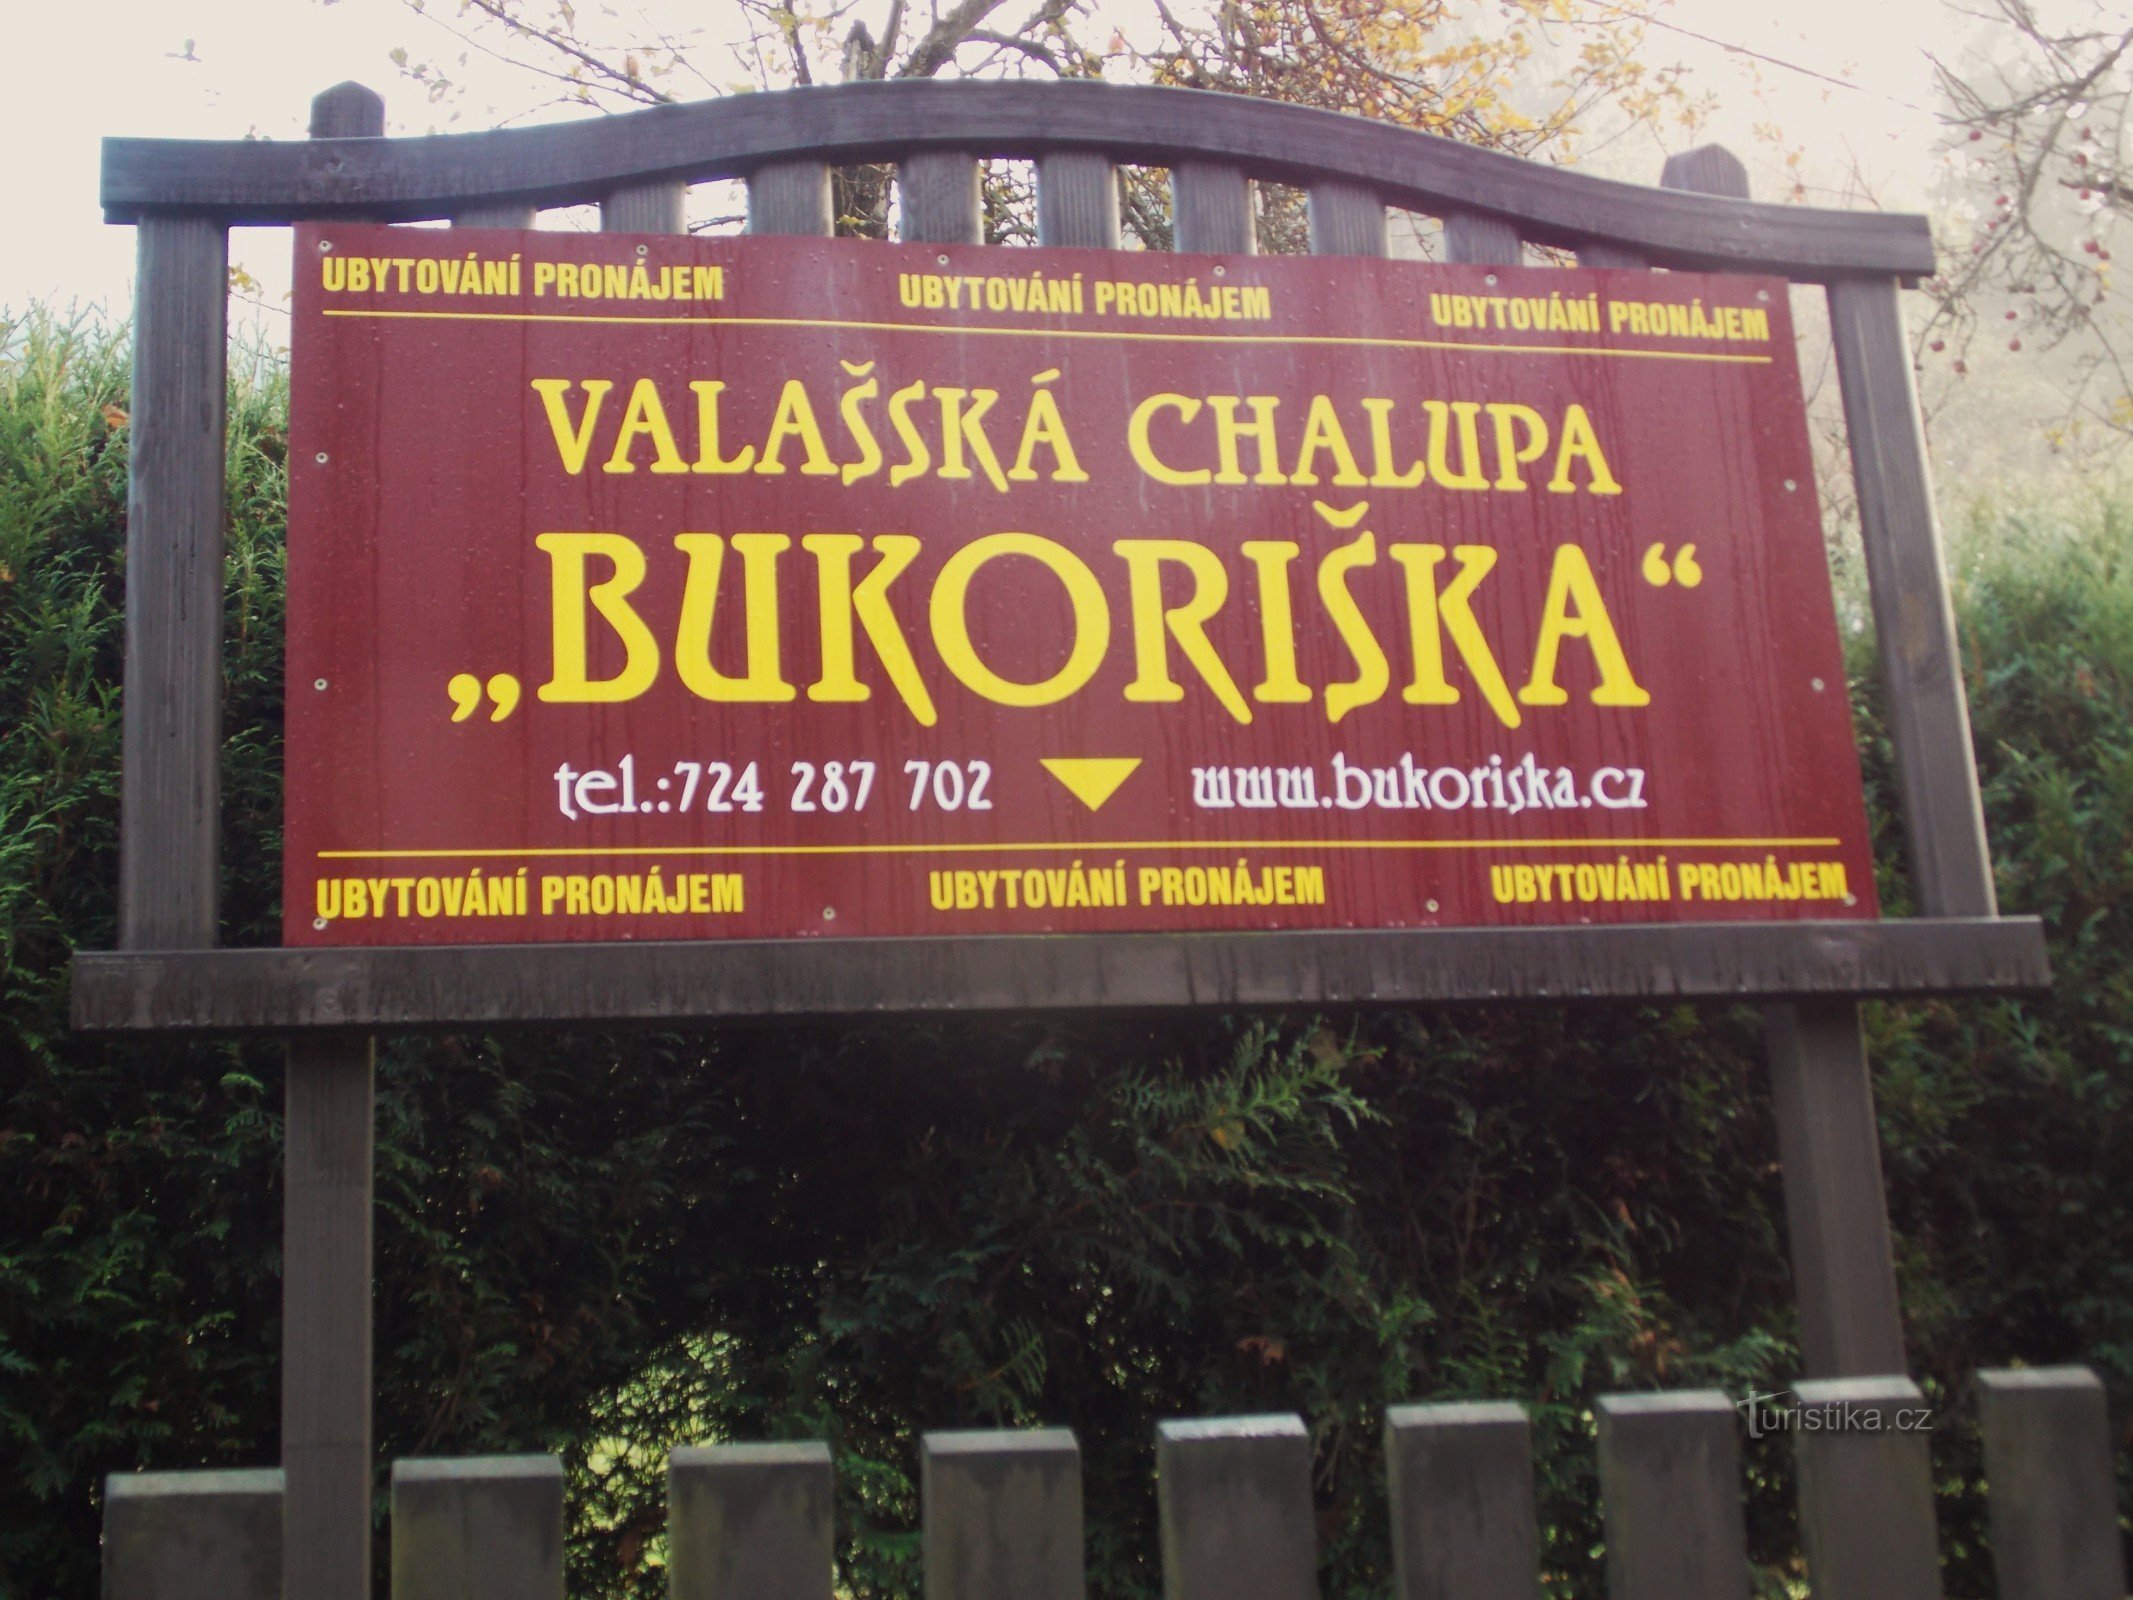 UBYTOVÁNÍ PRONÁJEM UBYTOVÁNÍ PRONÁJEM UBYTOVÁNÍ PRONÁJEM
VALAŠSKÁ CHALUPA
„BUKORIŠKA“
tel.:724 287 702 www.bukoriska.cz
UBYTOVÁNÍ PRONÁJEM UBYTOVÁNÍ PRONÁJEM UBYTOVÁNÍ PRONÁJEM
Turistika.cz